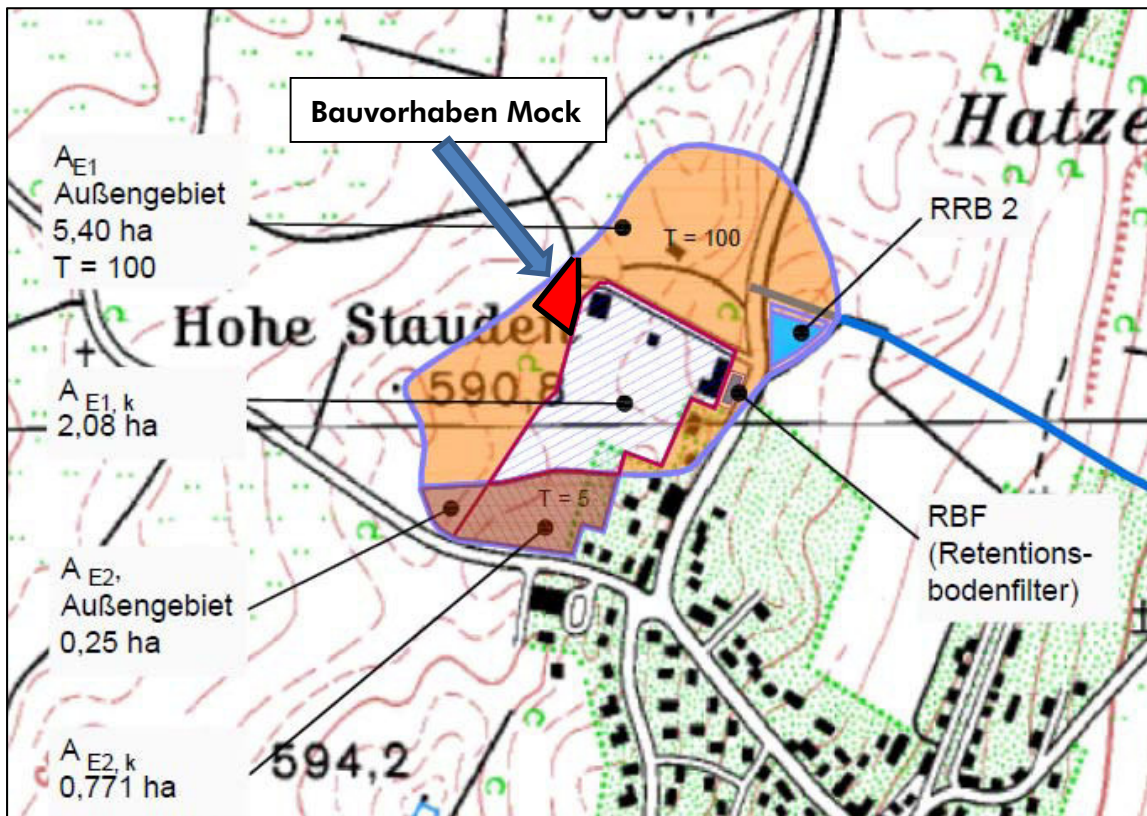 Bauvorhaben Mock
Hatze
A E1
Außengebiet
5,40 ha
T = 100
T = 100
RRB 2
Hohe Stauden
590,8
A E1, k
2,08 ha
T = 5
RBF
(Retentions-
bodenfilter)
A E2,
Außengebiet
0,25 ha
594,2
A E2, k
0,771 ha